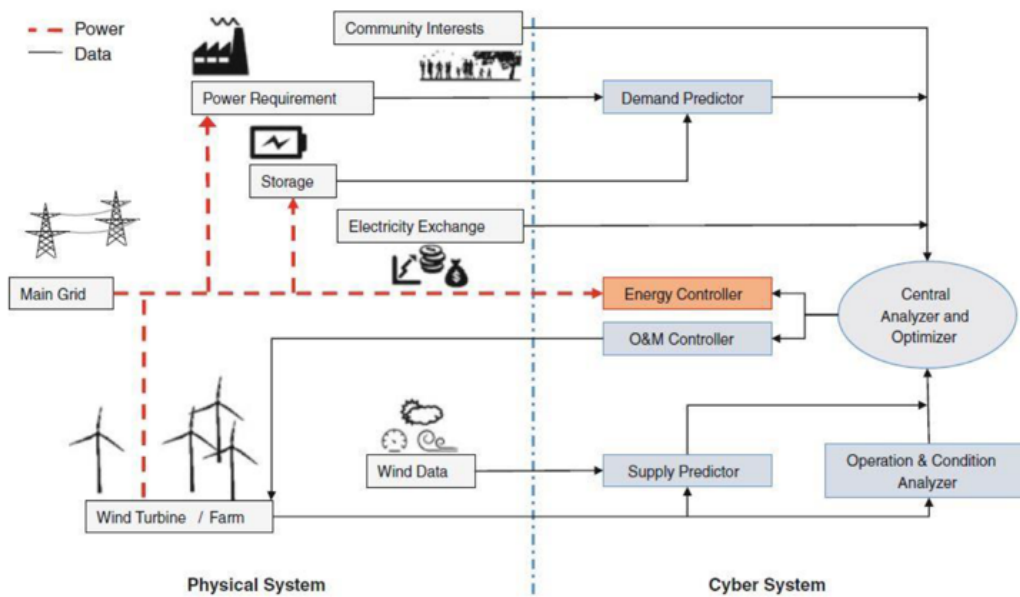 Power
Data
Community Interests
Power Requirement
Demand Predictor
Storage
Electricity Exchange
$
Main Grid
Energy Controller
Central
Analyzer and
Optimizer
O&M Controller
Wind Data
Supply Predictor
Operation & Condition
Analyzer
Wind Turbine / Farm
Physical System
Cyber System